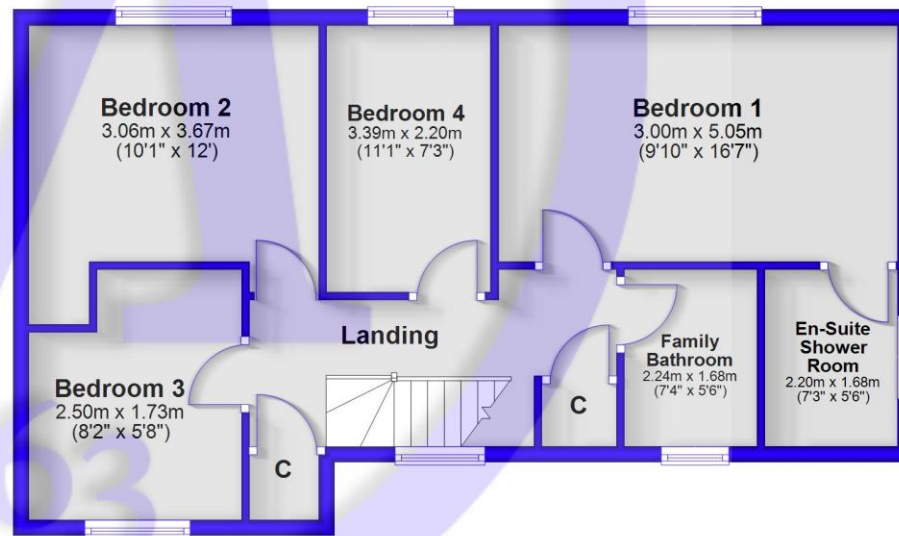 Bedroom 2
3.06m x 3.67m
(10'1" x 12')
Bedroom 4
3.39m x 2.20m
(11'1" x 7'3")
Bedroom 1
3.00m x 5.05m
(9'10" x 16'7")
Landing
Bedroom 3
2.50m x 1.73m
(8'2" x 5'8")
C
C
Family
Bathroom
2.24m x 1.68m
(7'4" x 5'6")
En-Suite
Shower
Room
2.20m x 1.68m
(7'3" x 5'6")
63